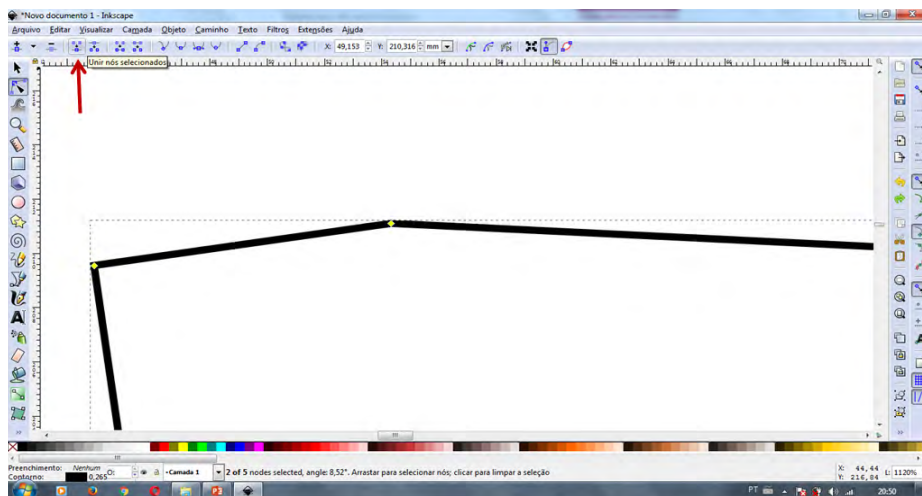 *Novo documento 1 - Inkscape
Arquivo Editar Visualizar Camada Objeto Caminho Texto Filtros Extensões Ajuda
X: 49,153 Y: 210,316 mm
Unir nós selecionados
Preenchimento: Nenhum
Contorno: 0,265 O:
-Camada 1
2 of 5 nodes selected, angle: 8,52°. Arrastar para selecionar nós; clicar para limpar a seleção
X: 44,44
Y: 216,84
L: 1120%
PT
20:50